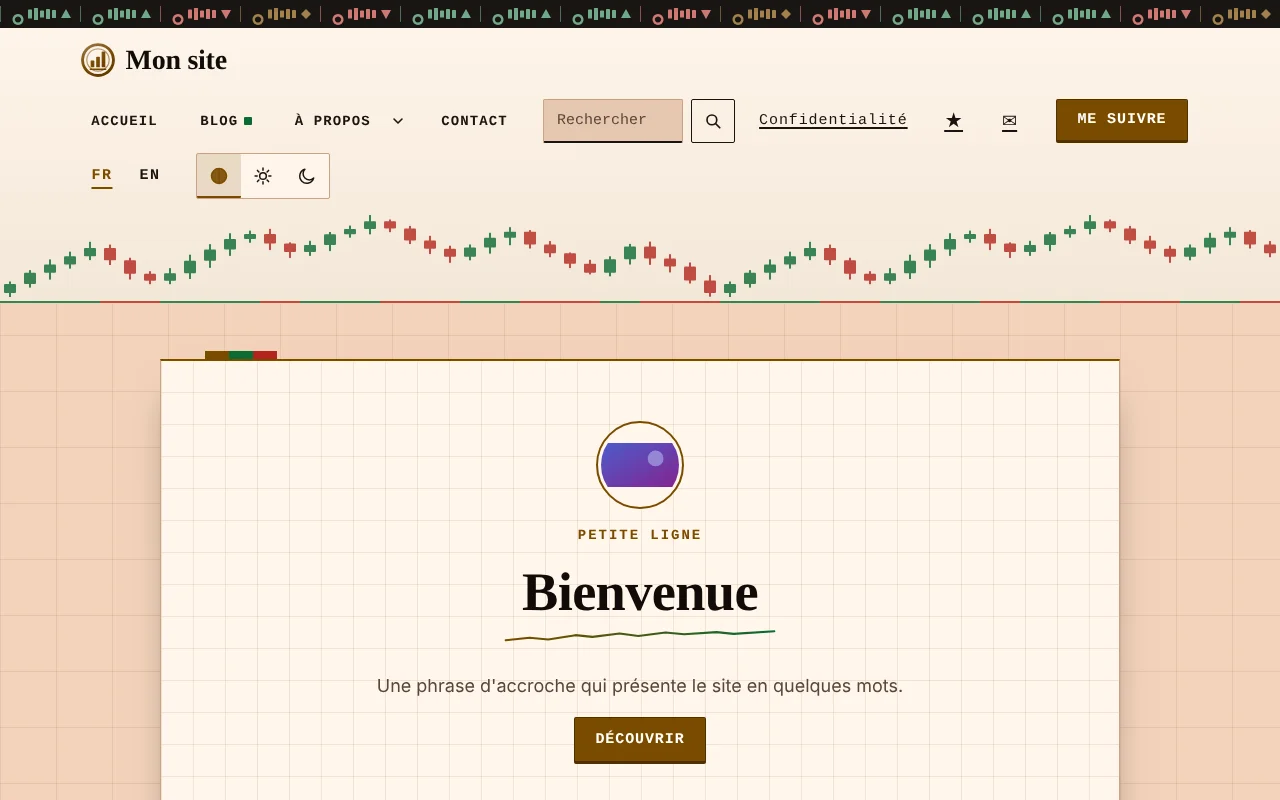 Mon site
ACCUEIL BLOG À PROPOS CONTACT Rechercher Confidentialité ★ ✉ ME SUIVRE
FR EN
PETITE LIGNE
Bienvenue
Une phrase d'accroche qui présente le site en quelques mots.
DÉCOUVRIR